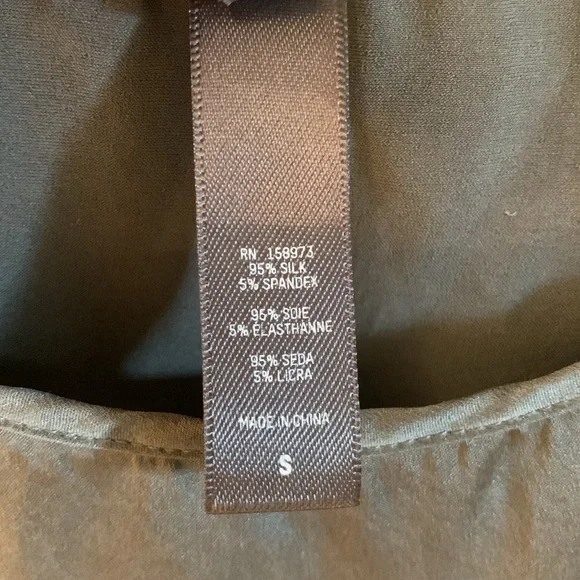 RN 158973
95% SILK
5% SPANDEX
95% SOIE
5% ELASTHANNE
95% SEDA
5% LICRA
MADE IN CHINA
S